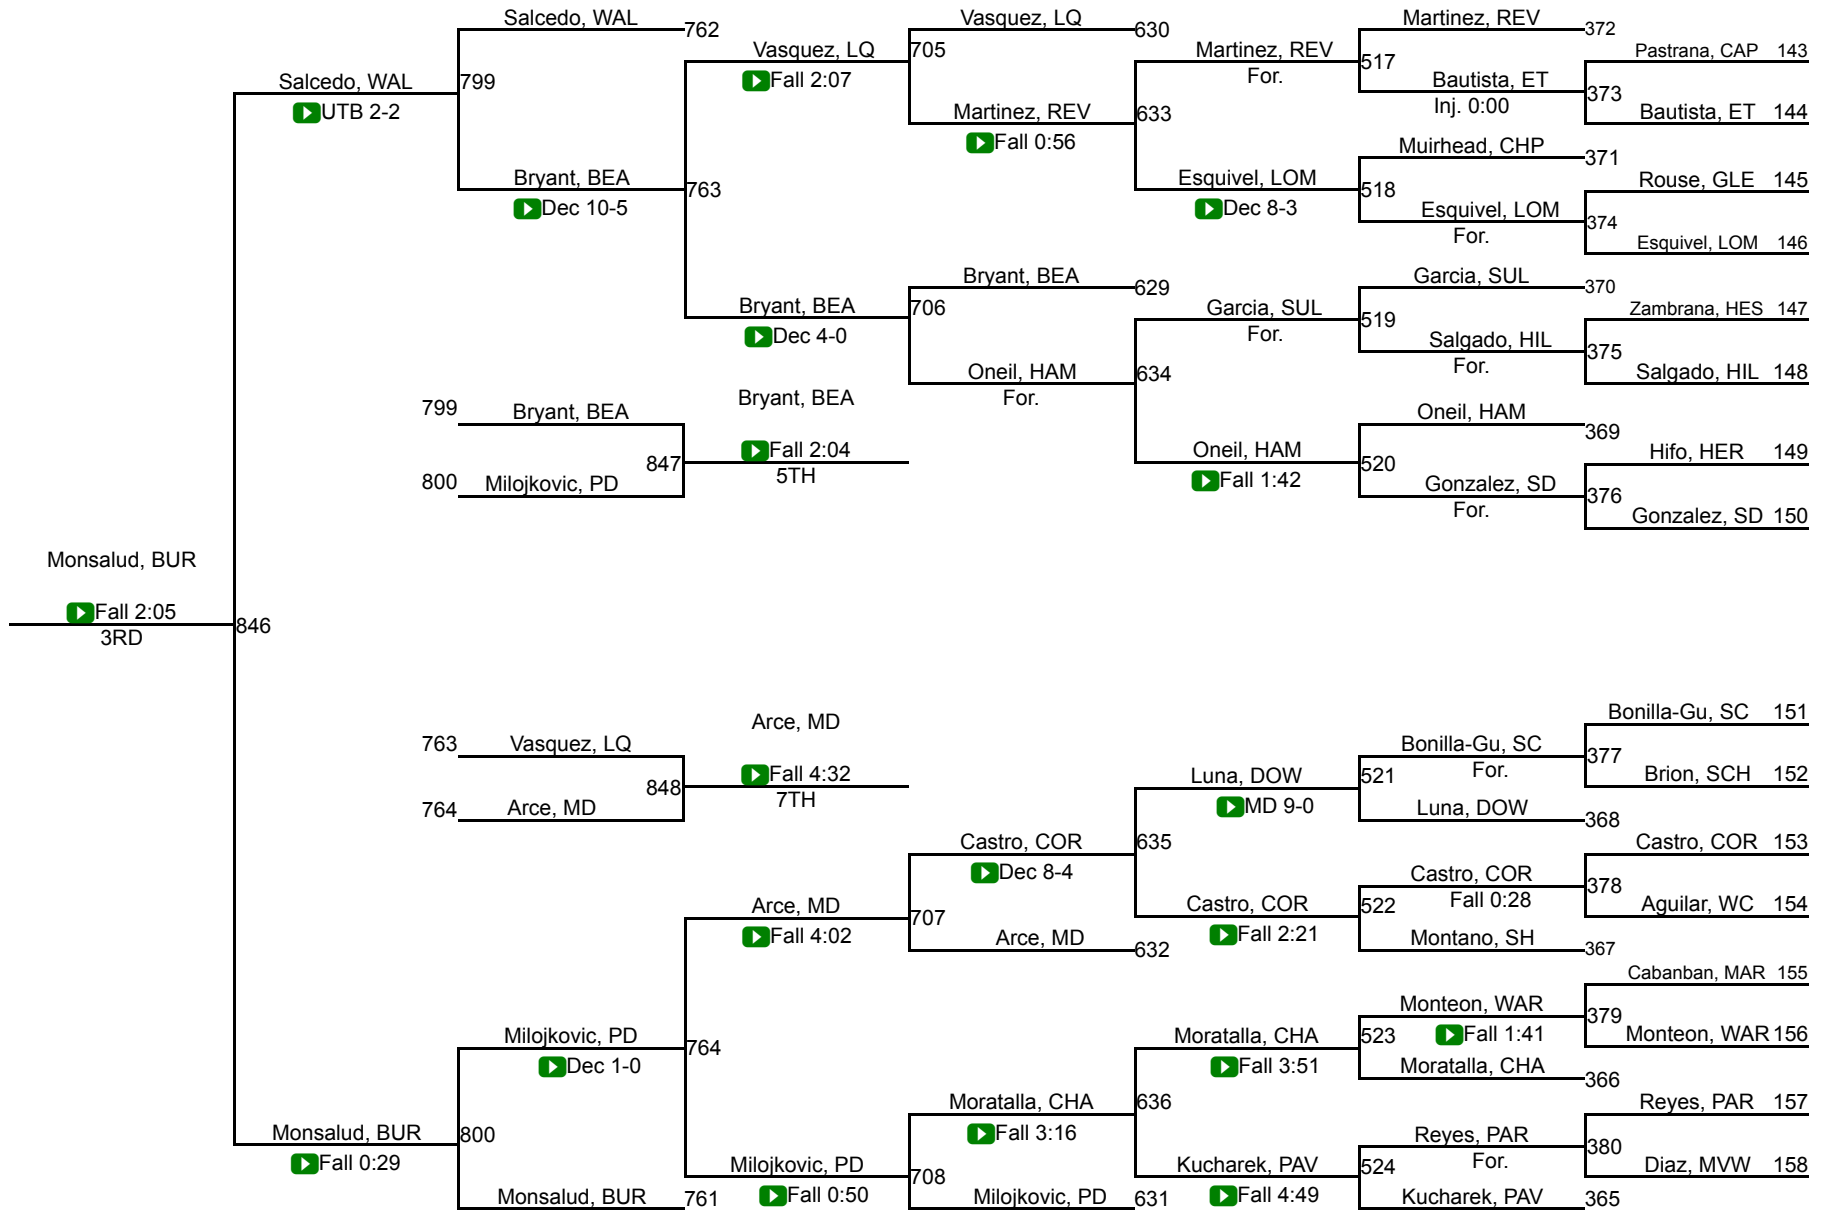 Salcedo, WAL
762
Vasquez, LQ
630
Martinez, REV
372
Vasquez, LQ
705
Martinez, REV
517
Pastrana, CAP 143
Salcedo, WAL
799
Fall 2:07
For.
Bautista, ET
373
UTB 2-2
Martinez, REV
633
Inj. 0:00
Bautista, ET 144
Fall 0:56
Muirhead, CHP
371
Bryant, BEA
763
Esquivel, LOM
518
Rouse, GLE 145
Dec 10-5
Dec 8-3
Esquivel, LOM
374
For.
Esquivel, LOM 146
Bryant, BEA
629
Garcia, SUL
370
Bryant, BEA
706
Garcia, SUL
519
Zambrana, HES 147
Dec 4-0
For.
Salgado, HIL
375
Oneil, HAM
634
For.
Salgado, HIL 148
Bryant, BEA
For.
799
Bryant, BEA
Oneil, HAM
369
Fall 2:04
Oneil, HAM
Hifo, HER 149
847
5TH
520
800
Milojkovic, PD
Fall 1:42
Gonzalez, SD
376
For.
Gonzalez, SD 150
Monsalud, BUR
Fall 2:05
846
3RD
Arce, MD
Bonilla-Gu, SC 151
763
Vasquez, LQ
Bonilla-Gu, SC
377
Fall 4:32
Luna, DOW
521
For.
Brion, SCH 152
848
7TH
764
Arce, MD
MD 9-0
Luna, DOW
368
Castro, COR
635
Castro, COR 153
Dec 8-4
Castro, COR
378
Arce, MD
707
Castro, COR
522
Fall 0:28
Aguilar, WC 154
Fall 4:02
Arce, MD
632
Fall 2:21
Montano, SH
367
Cabanban, MAR 155
Monteon, WAR
379
Milojkovic, PD
764
Moratalla, CHA
523
Fall 1:41
Monteon, WAR 156
Dec 1-0
Fall 3:51
Moratalla, CHA
366
Moratalla, CHA
636
Reyes, PAR 157
Monsalud, BUR
800
Fall 3:16
Reyes, PAR
380
Fall 0:29
Milojkovic, PD
708
Kucharek, PAV
524
For.
Diaz, MVW 158
Monsalud, BUR
761
Fall 0:50
Milojkovic, PD
631
Fall 4:49
Kucharek, PAV
365